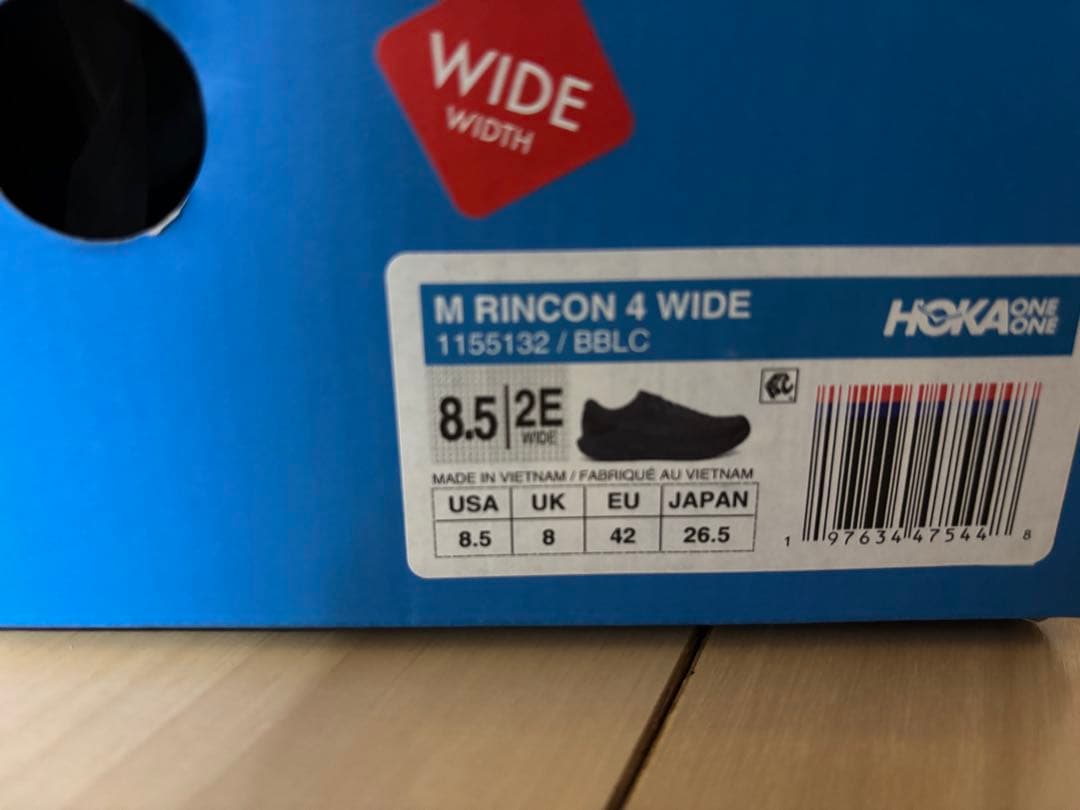 WIDE
WIDTH
M RINCON 4 WIDE
1155132 / BBLC
HOKA ONE ONE
8.5 2E
WIDE
MADE IN VIETNAM / FABRIQUÉ AU VIETNAM
USA UK EU JAPAN
8.5 8 42 26.5
1 97634 47544 8